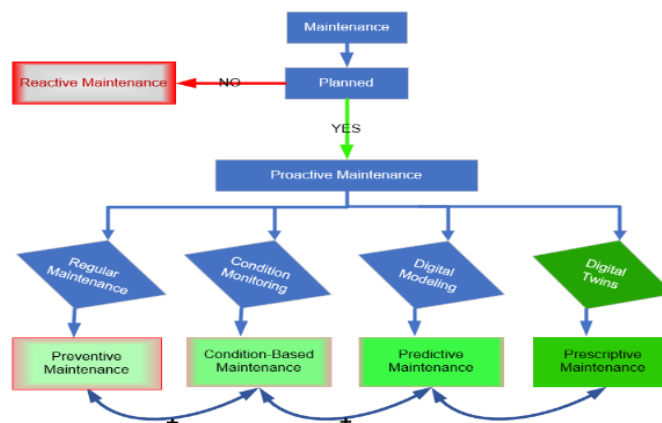 Maintenance
Reactive Maintenance
NO
Planned
YES
Proactive Maintenance
Regular
Maintenance
Condition
Monitoring
Digital
Modeling
Digital
Twins
Preventive
Maintenance
Condition-Based
Maintenance
Predictive
Maintenance
Prescriptive
Maintenance
+
+